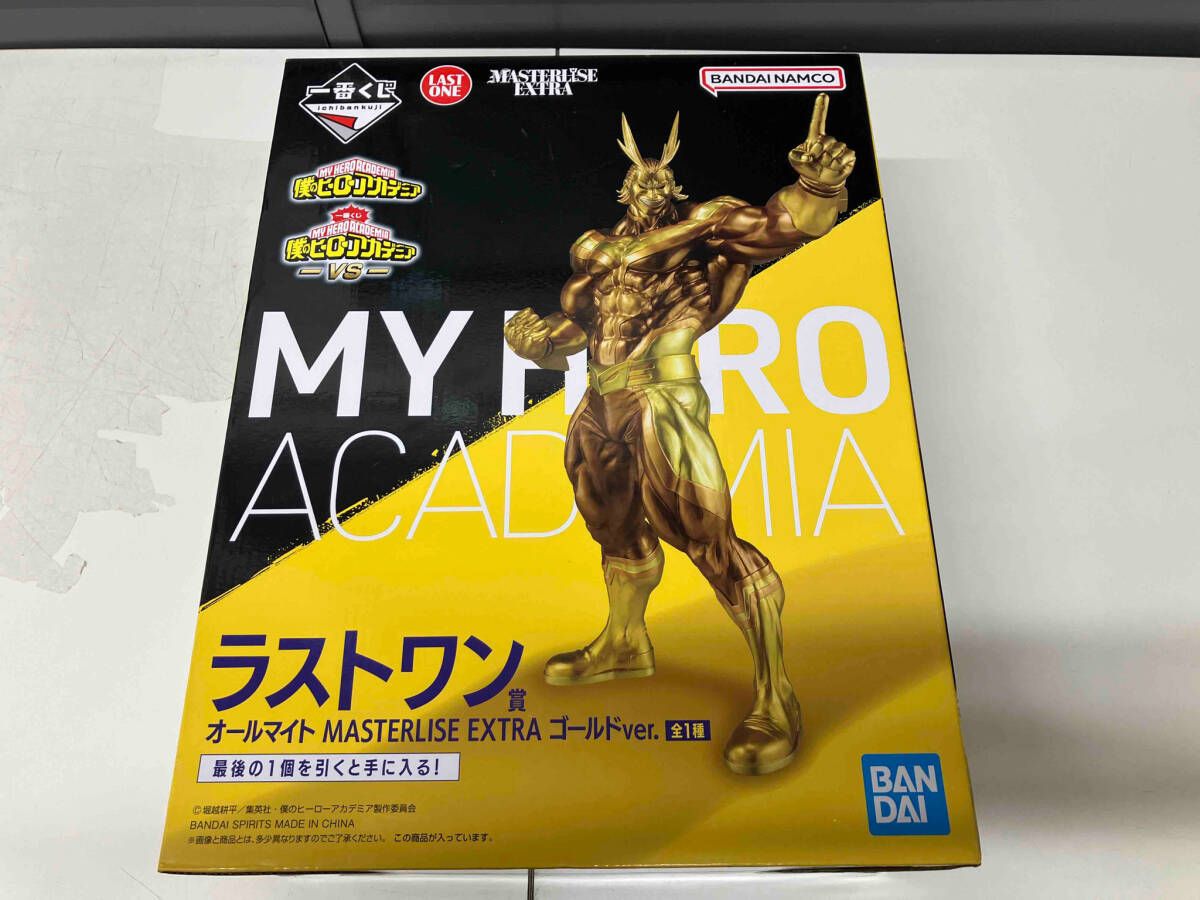 一番くじ
ichibankuji
LAST ONE
MASTERLISE EXTRA
BANDAI NAMCO
MY HERO ACADEMIA
僕のヒーローアカデミア
一番くじ
MY HERO ACADEMIA
僕のヒーローアカデミア
—VS—
MY HERO
ACADEMIA
ラストワン賞
オールマイト MASTERLISE EXTRA ゴールドver. 全1種
最後の1個を引くと手に入る!
©堀越耕平/集英社・僕のヒーローアカデミア製作委員会
BANDAI SPIRITS MADE IN CHINA
※画像と商品とは、多少異なりますのでご了承ください。 この商品が入っています。
BAN
DAI